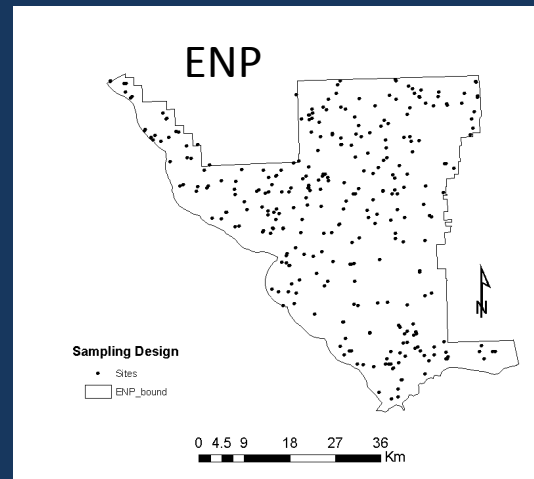 ENP
N
Sampling Design
Sites
ENP_bound
0 4.5 9 18 27 36
Km